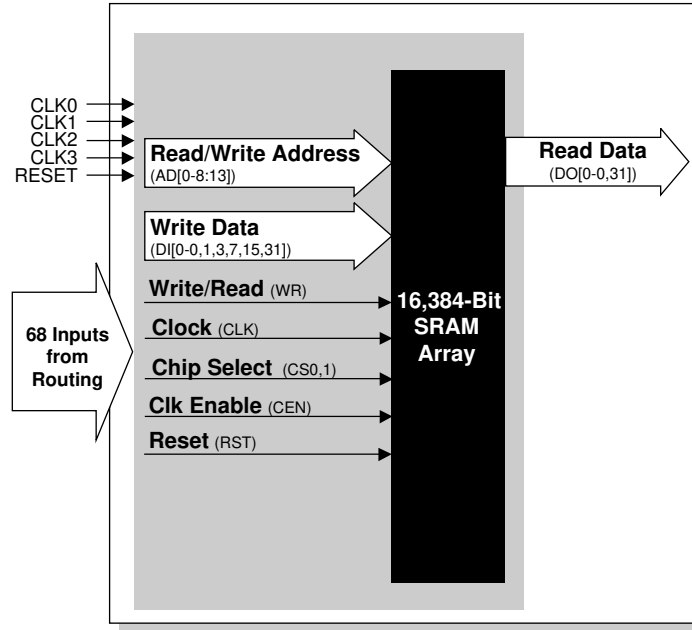 CLK0
CLK1
CLK2
CLK3
RESET
Read/Write Address
(AD[0-8:13])
Read Data
(DO[0-0,31])
Write Data
(DI[0-0,1,3,7,15,31])
68 Inputs
from
Routing
Write/Read (WR)
Clock (CLK)
Chip Select (CS0,1)
Clk Enable (CEN)
Reset (RST)
16,384-Bit
SRAM
Array